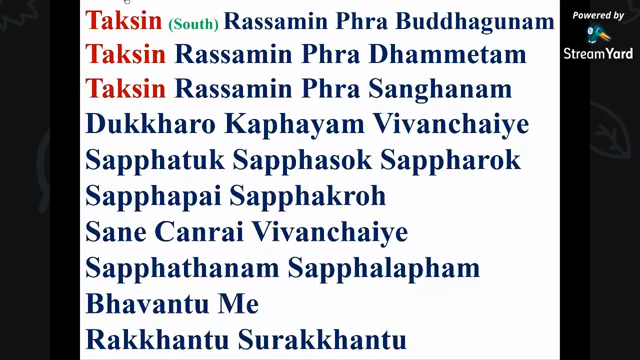 Taksin (South) Rassamin Phra Buddhagunam
Taksin Rassamin Phra Dhammetam
Taksin Rassamin Phra Sanghanam
Dukkharo Kaphayam Vivanchaiye
Sapphatuk Sapphasok Sappharok
Sapphapai Sapphakroh
Sane Canrai Vivanchaiye
Sapphathanam Sapphalapham
Bhavantu Me
Rakkhantu Surakkhantu
Powered by
StreamYard